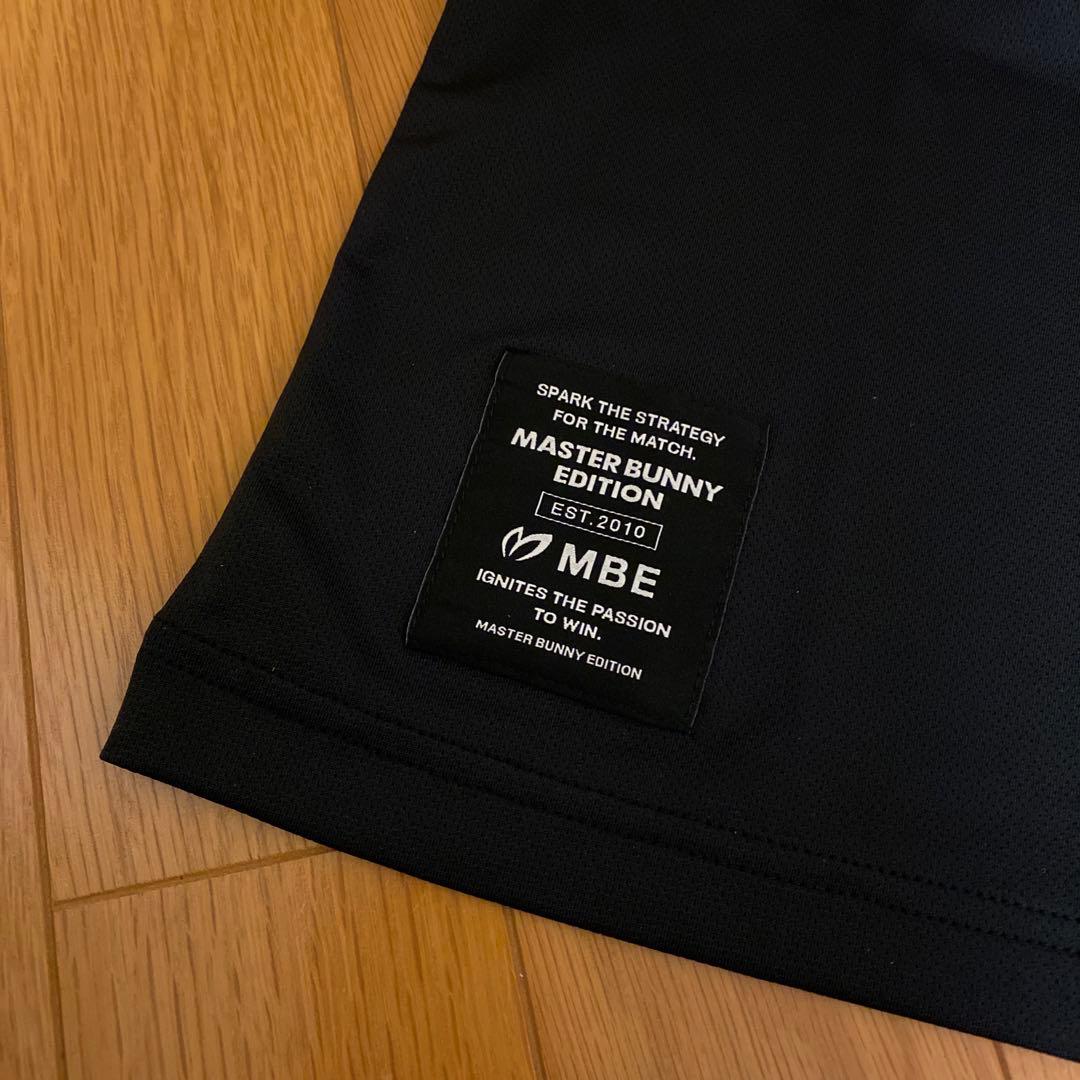 SPARK THE STRATEGY
FOR THE MATCH.
MASTER BUNNY
EDITION
EST.2010
MBE
IGNITES THE PASSION
TO WIN.
MASTER BUNNY EDITION